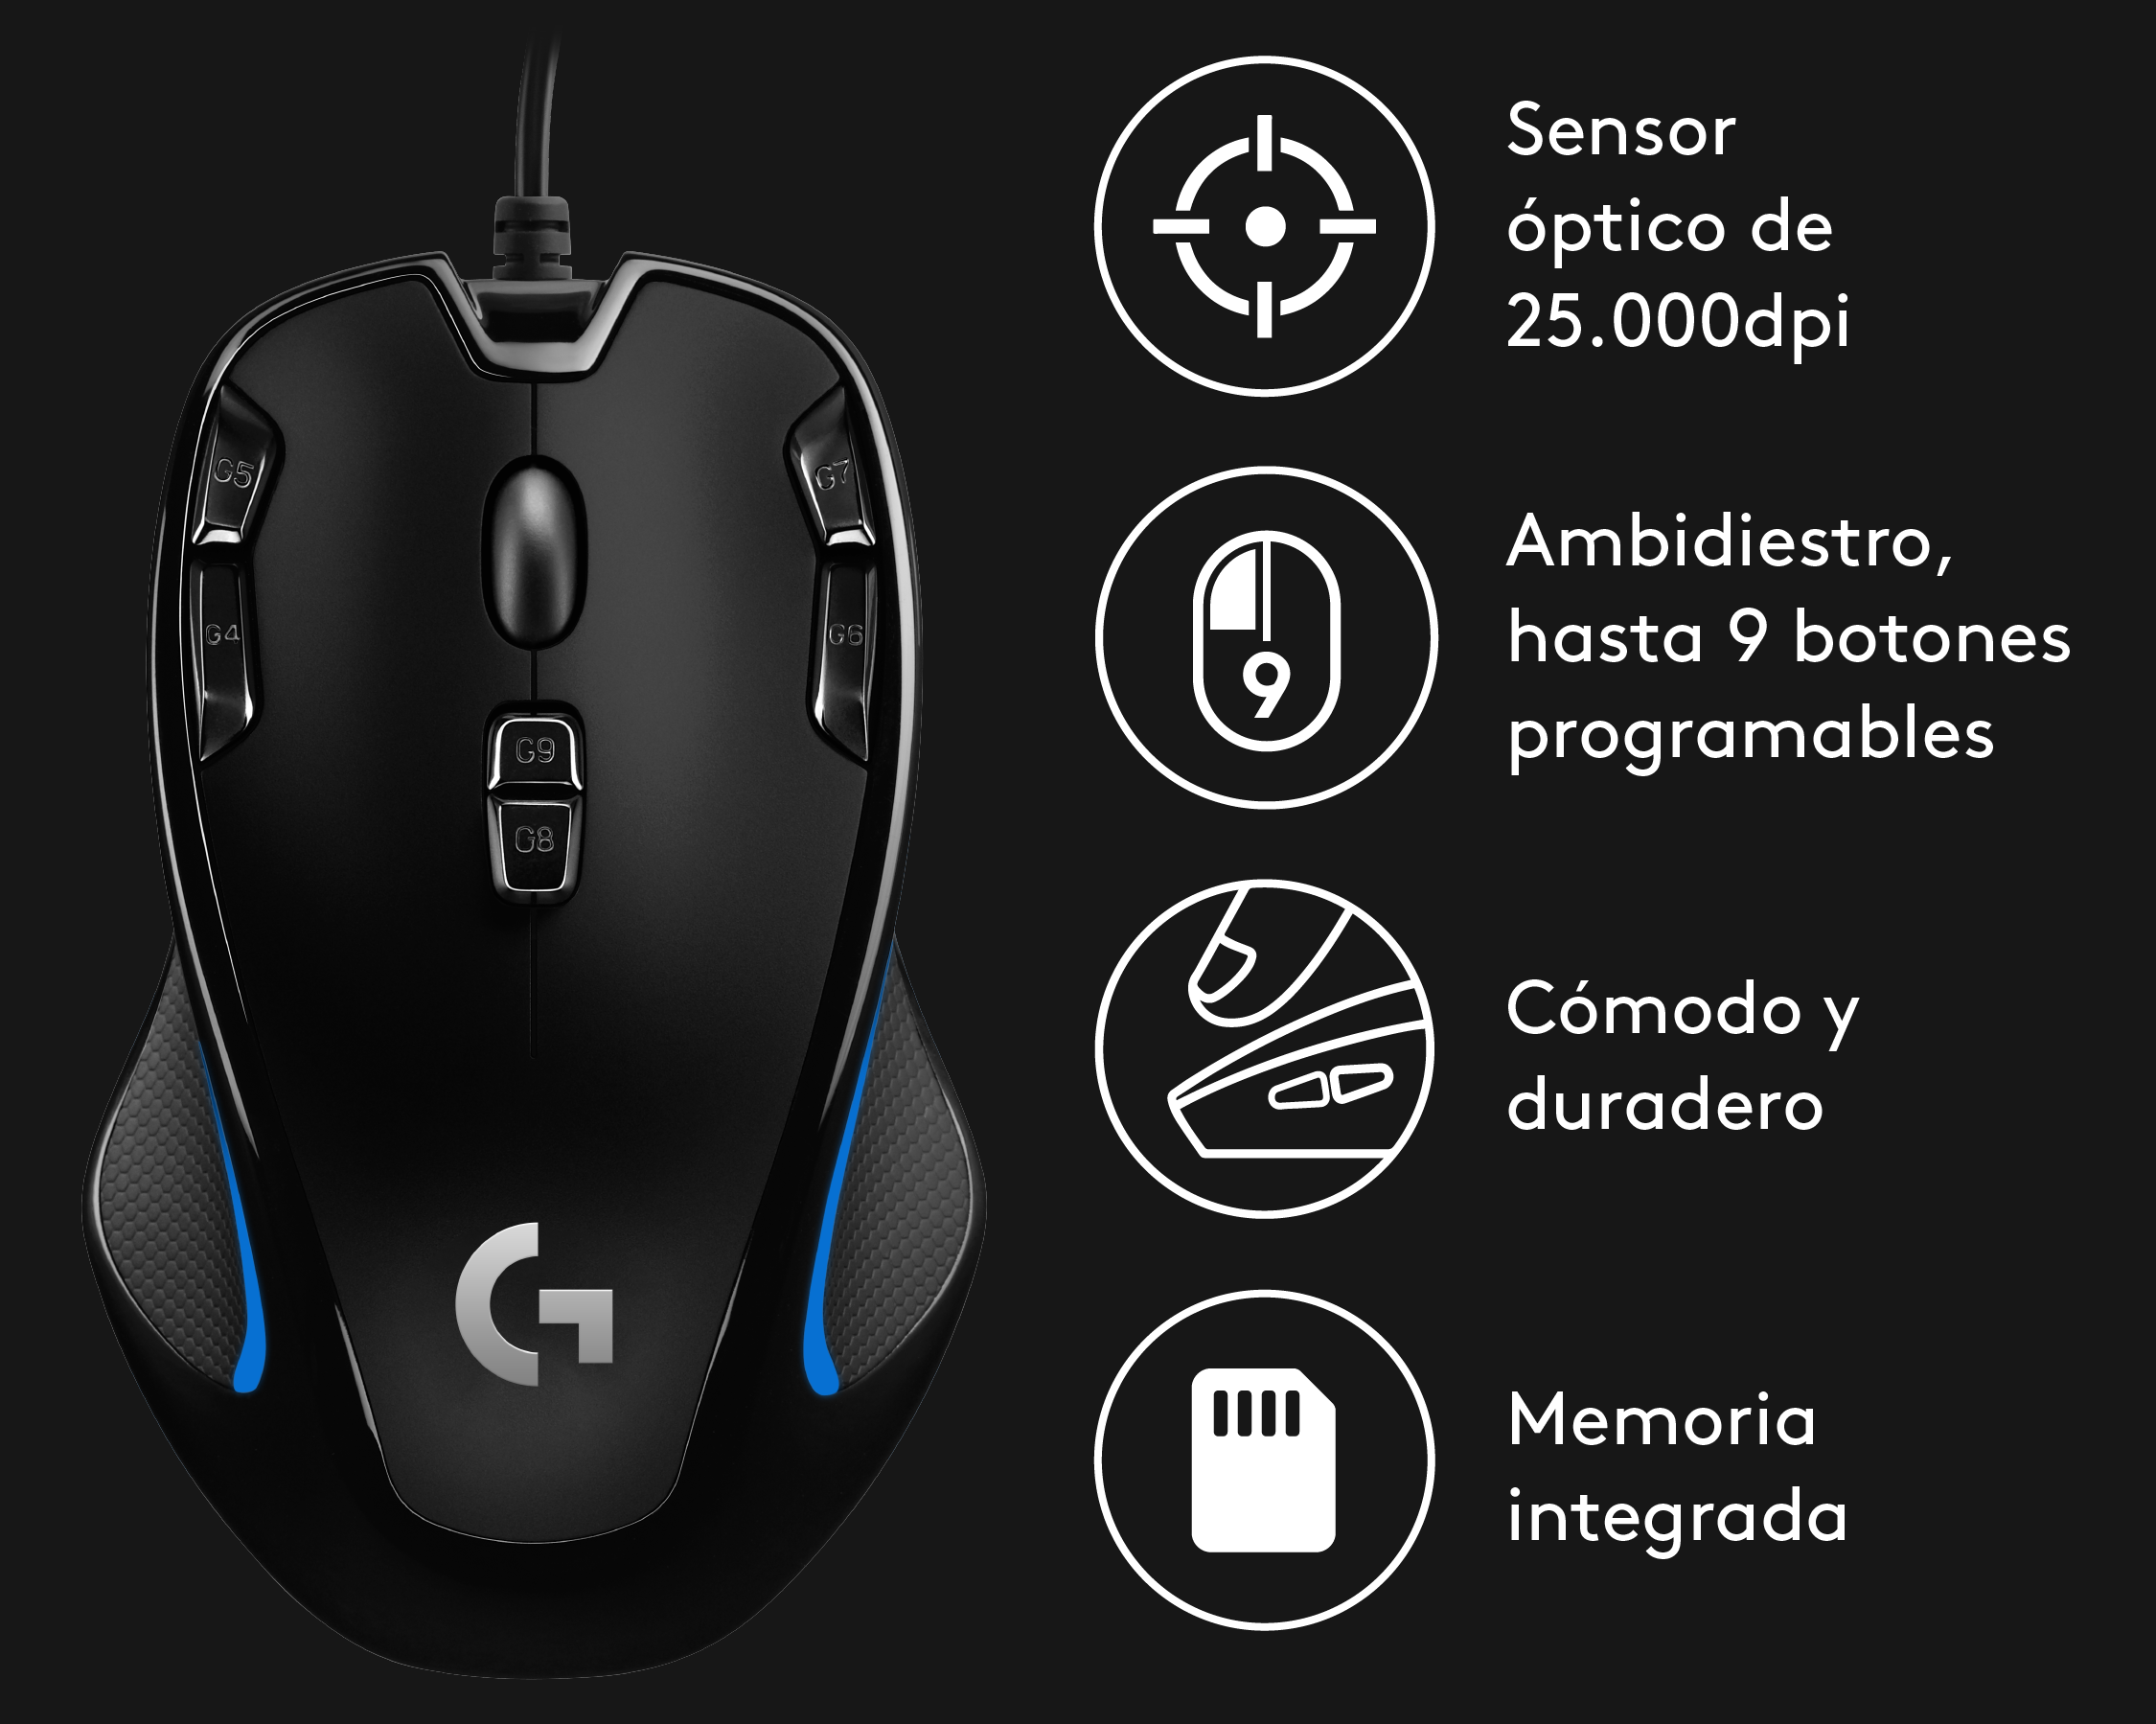 G5
G7
G4
G6
G9
G8
G
Sensor
óptico de
25.000dpi
9
Ambidiestro,
hasta 9 botones
programables
Cómodo y
duradero
Memoria
integrada